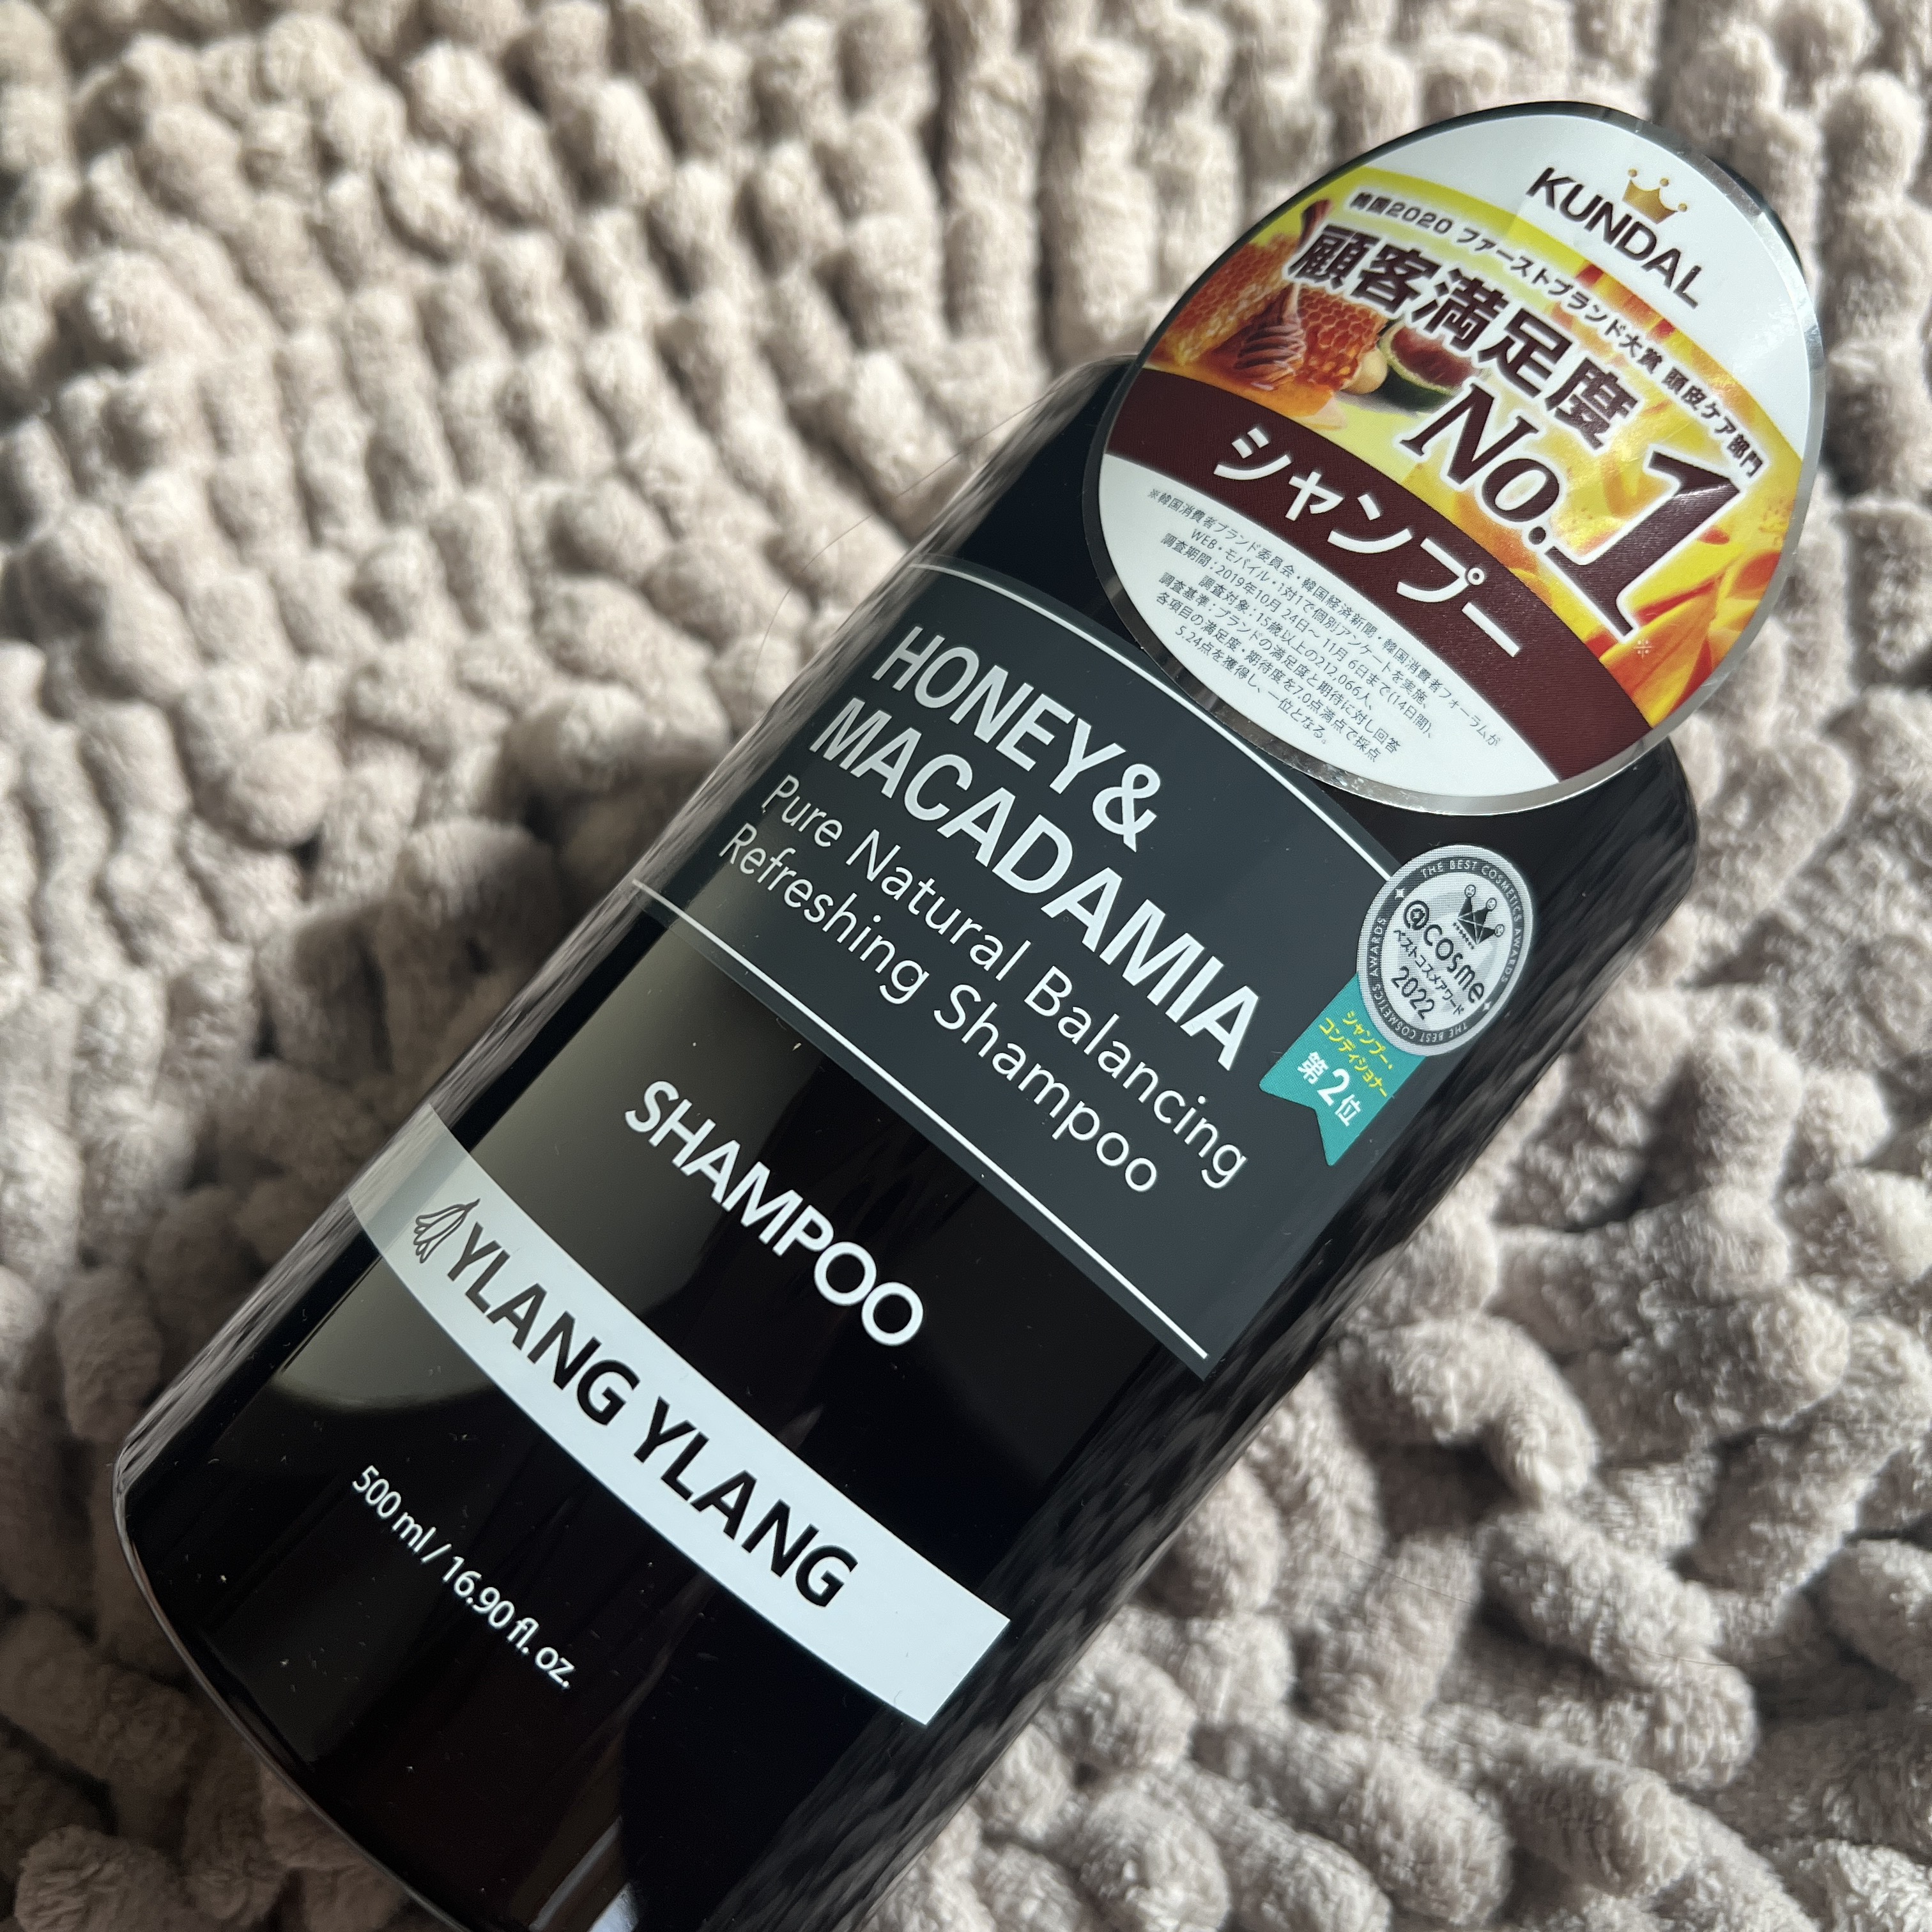 KUNDAL
韓国2020 ファーストブランド大賞 頭皮ケア部門
顧客満足度
No.1
※
シャンプー
※韓国消費者ブランド委員会・韓国経済新聞・韓国消費者フォーラムが
WEB・モバイル・1対1で個別アンケートを実施、
調査期間：2019年10月24日～11月6日まで(14日間)、
調査対象：15歳以上の212,066人、
調査基準：ブランドの満足度と期待に対し回答
各項目の満足度・期待度を7.0点満点で採点
5.24点を獲得し、一位となる。
HONEY&
MACADAMIA
Pure Natural Balancing
Refreshing Shampoo
THE BEST COSMETICS AWARDS
THE BEST COSMETICS AWARDS
@cosme
ベストコスメアワード
2022
シャンプー、
コンディショナー
第2位
SHAMPOO
YLANG YLANG
500 ml / 16.90 fl. oz.